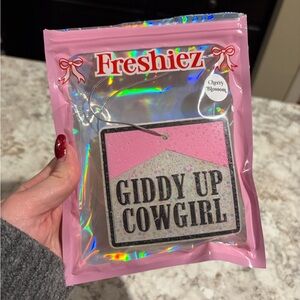 Freshiez
Cherry
Blossom
GIDDY UP
COWGIRL